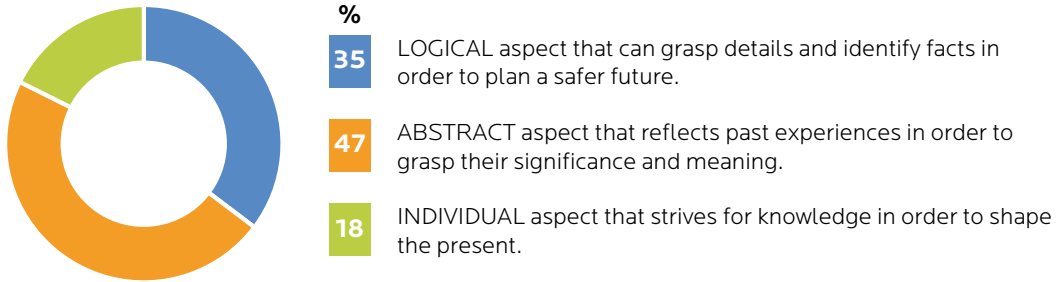 %
35
LOGICAL aspect that can grasp details and identify facts in
order to plan a safer future.
47
ABSTRACT aspect that reflects past experiences in order to
grasp their significance and meaning.
18
INDIVIDUAL aspect that strives for knowledge in order to shape
the present.